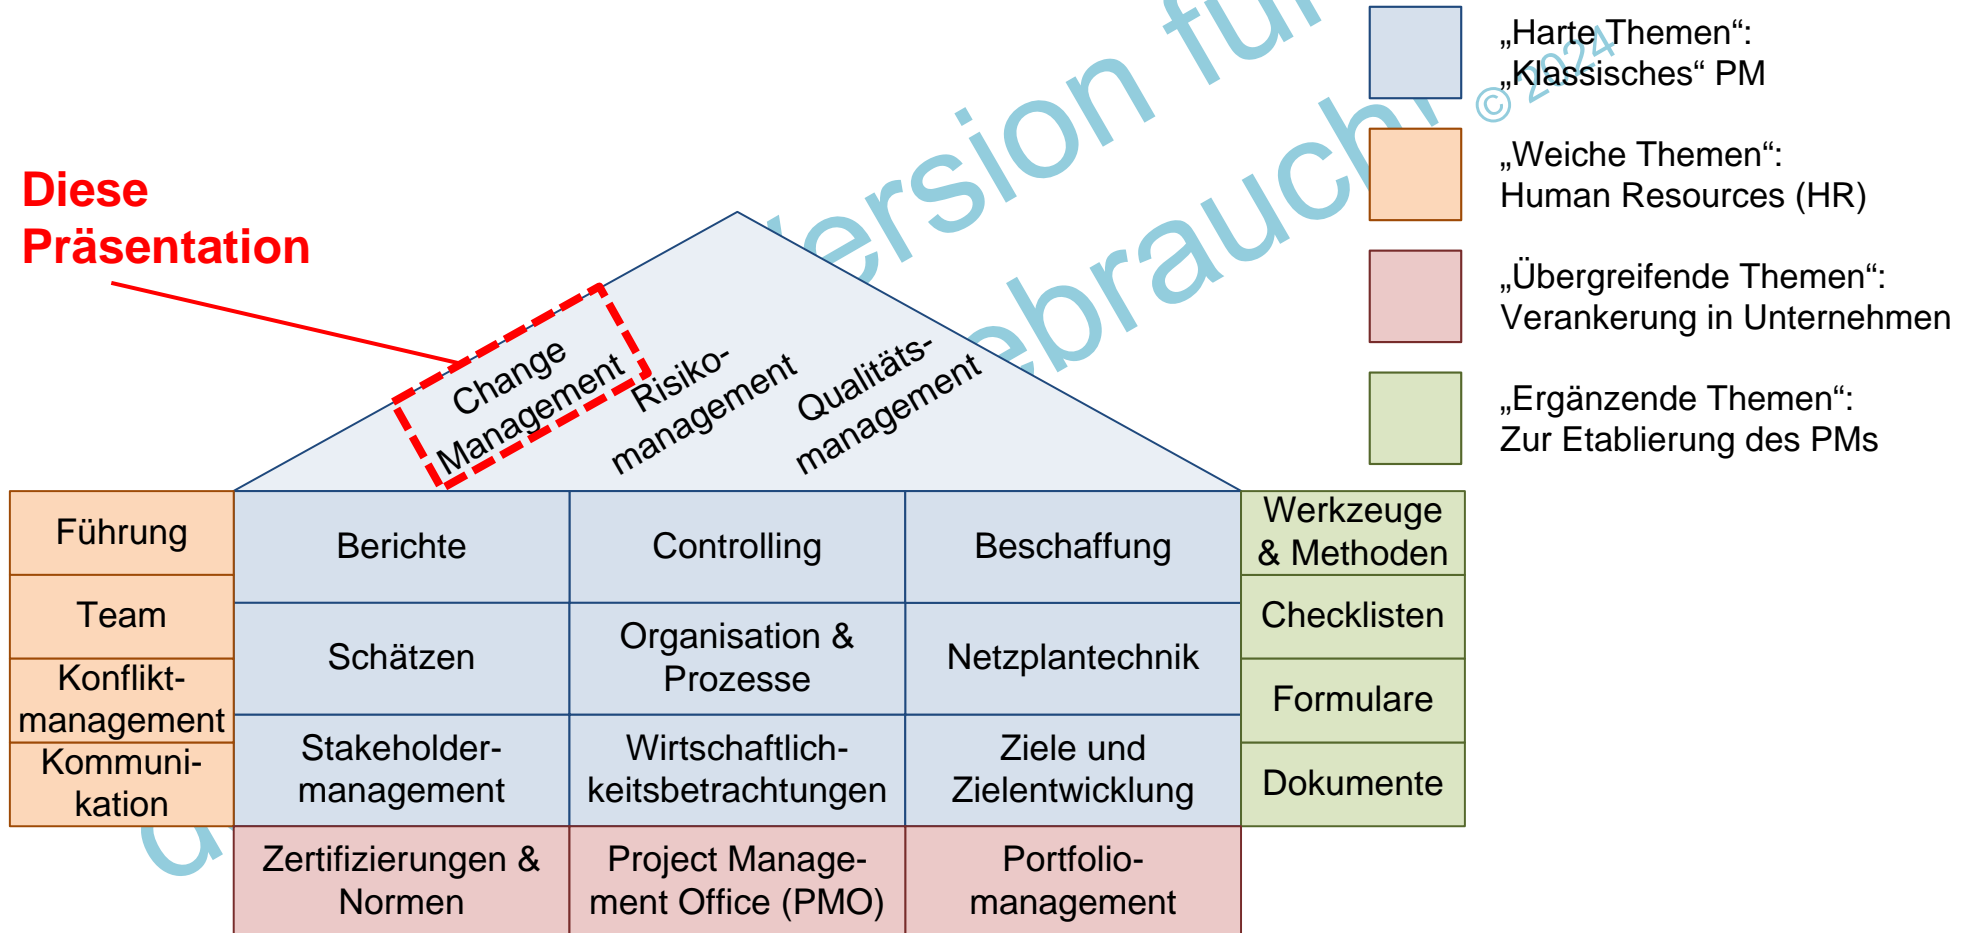 „Harte Themen“:
„Klassisches“ PM
© 2024
„Weiche Themen“:
Human Resources (HR)
„Übergreifende Themen“:
Verankerung in Unternehmen
„Ergänzende Themen“:
Zur Etablierung des PMs
Diese
Präsentation
Change
Management
Risiko-
management
Qualitäts-
management
Führung
Team
Konflikt-
management
Kommuni-
kation
Berichte
Controlling
Beschaffung
Schätzen
Organisation &
Prozesse
Netzplantechnik
Stakeholder-
management
Wirtschaftlich-
keitsbetrachtungen
Ziele und
Zielentwicklung
Zertifizierungen &
Normen
Project Manage-
ment Office (PMO)
Portfolio-
management
Werkzeuge
& Methoden
Checklisten
Formulare
Dokumente